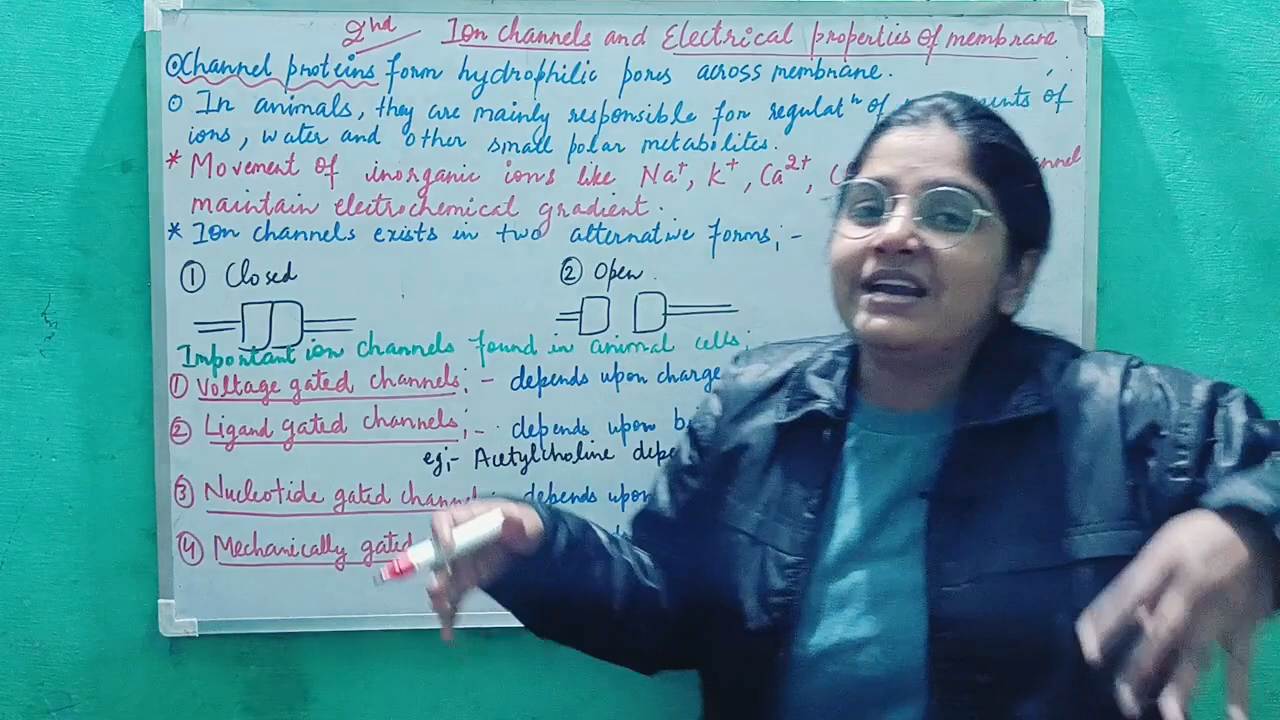 2nd Ion channels and Electrical properties of membrane
⊙ Channel proteins form hydrophilic pores across membrane.
○ In animals, they are mainly responsible for regulatn of
ions, water and other small polar metabolites.
* Movement of inorganic ions like Na+, K+, Ca2+,
maintain electrochemical gradient.
* Ion channels exists in two alternative forms; -
① Closed ② Open.
Important ion channels found in animal cells;
① Voltage gated channels; - depends upon charge
② Ligand gated channels; - depends upon
eg;- Acetylcholine
③ Nucleotide gated depends upon
④ Mechanically gated